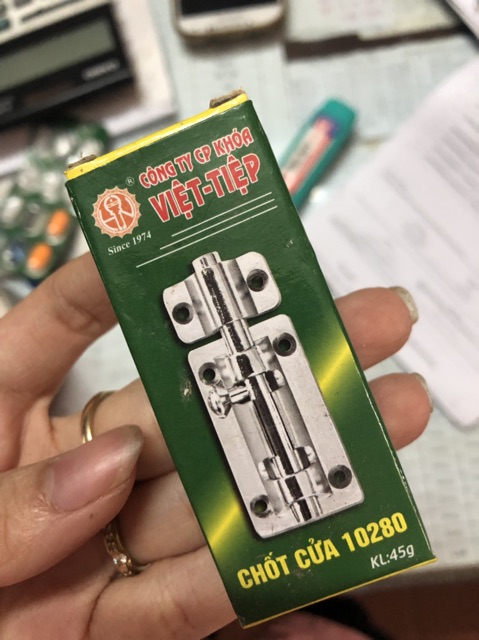 CÔNG TY CP KHÓA
®
VIỆT-TIỆP
Since 1974
CHỐT CỬA 10280
KL:45g